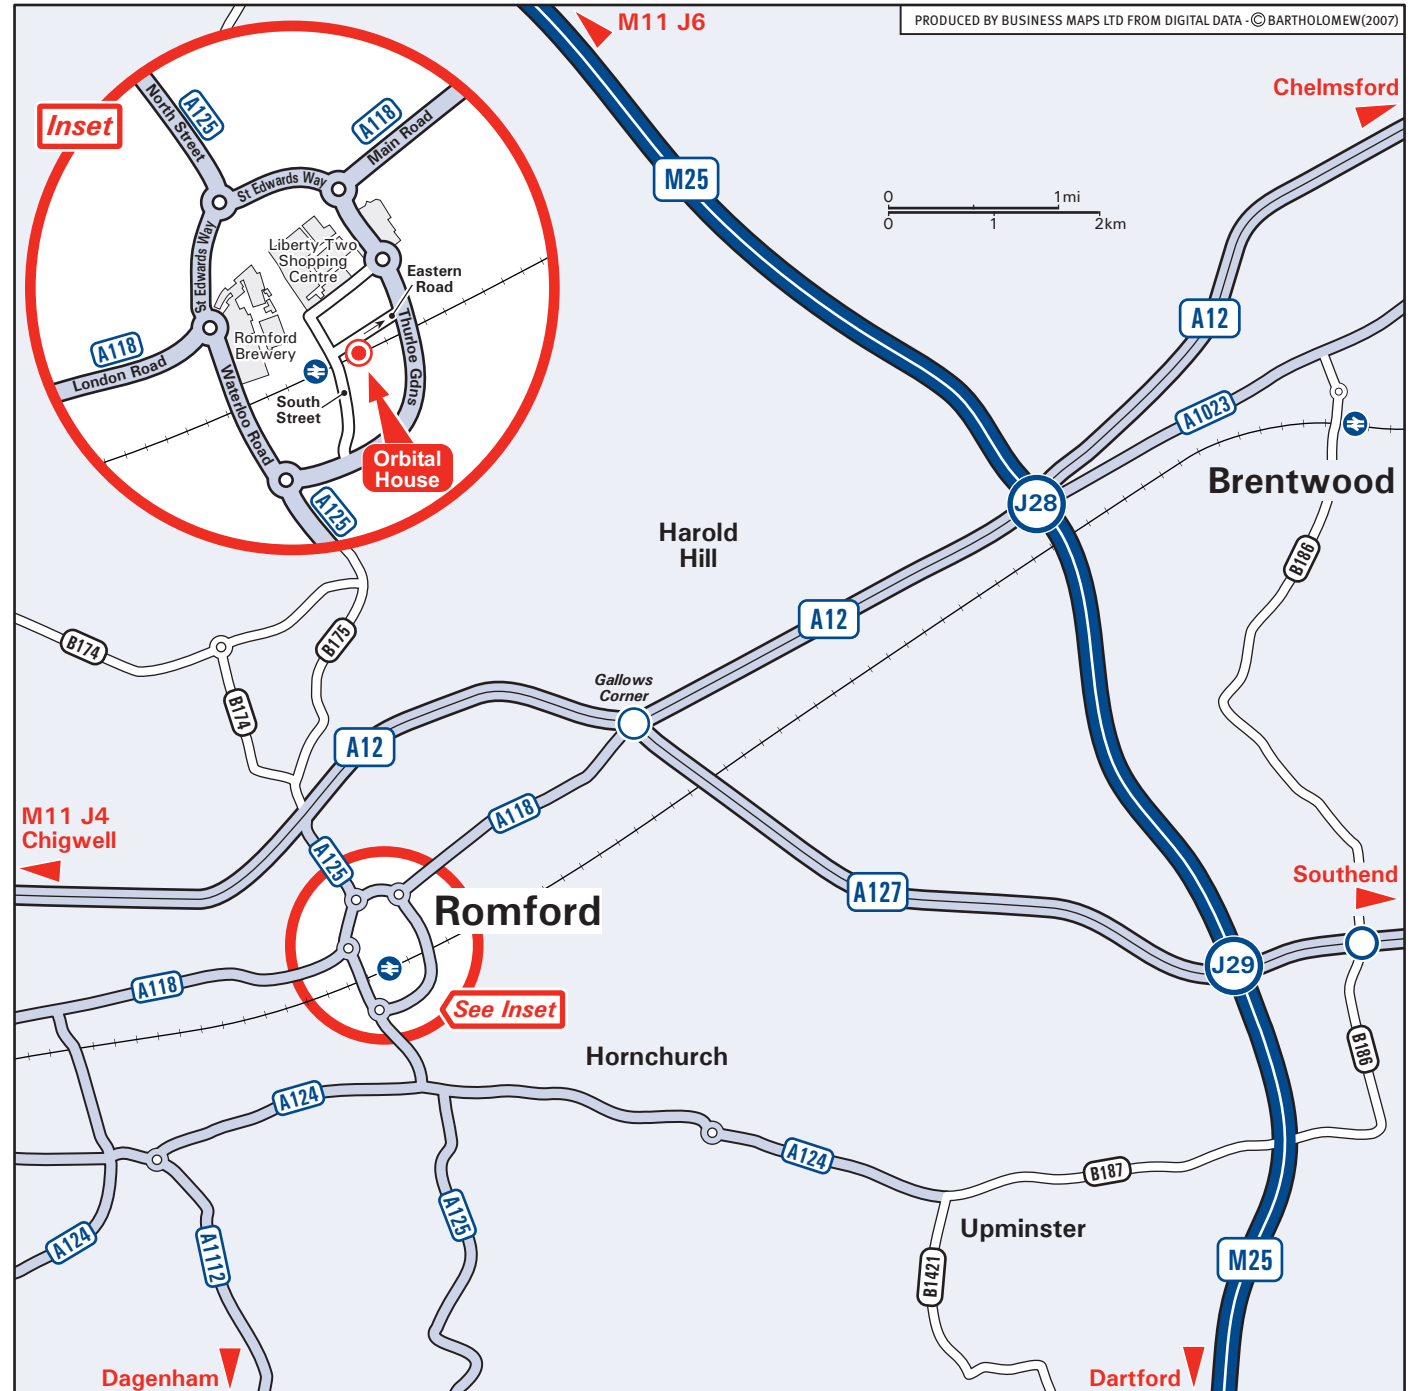 M11 J6
PRODUCED BY BUSINESS MAPS LTD FROM DIGITAL DATA - © BARTHOLOMEW(2007)
Chelmsford
Inset
North Street
A125
A118
Main Road
St Edwards Way
St Edwards Way
Liberty Two
Shopping
Centre
Eastern
Road
Romford
Brewery
Thurloe Gdns
A118
London Road
Waterloo Road
South
Street
Orbital
House
A125
M25
0
1mi
0
1
2km
A12
A1023
Brentwood
J28
Harold
Hill
B186
A12
B174
B175
B174
Gallows
Corner
A12
M11 J4
Chigwell
A118
A125
Romford
A127
Southend
J29
A118
See Inset
Hornchurch
B186
A124
A124
B187
A125
Upminster
A124
A1112
B1421
M25
Dagenham
Dartford